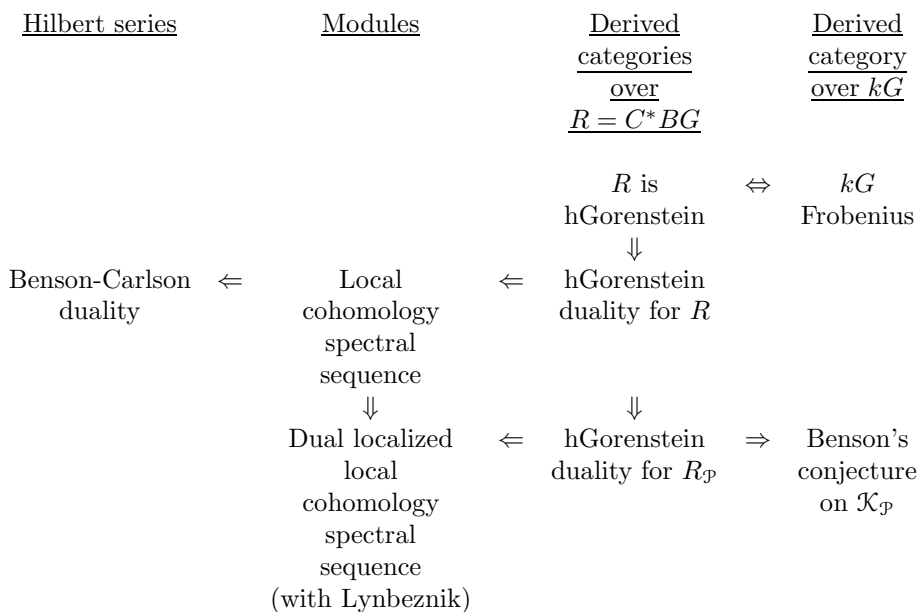 Hilbert series Modules Derived Derived
categories category
over over kG
R = C*BG
R is ⇔ kG
hGorenstein Frobenius
⇓
Benson-Carlson ⇐ Local ⇐ hGorenstein
duality cohomology duality for R
spectral
sequence
⇓ ⇓
Dual localized ⇐ hGorenstein ⇒ Benson's
local duality for R𝒫 conjecture
cohomology on 𝒦𝒫
spectral
sequence
(with Lynbeznik)